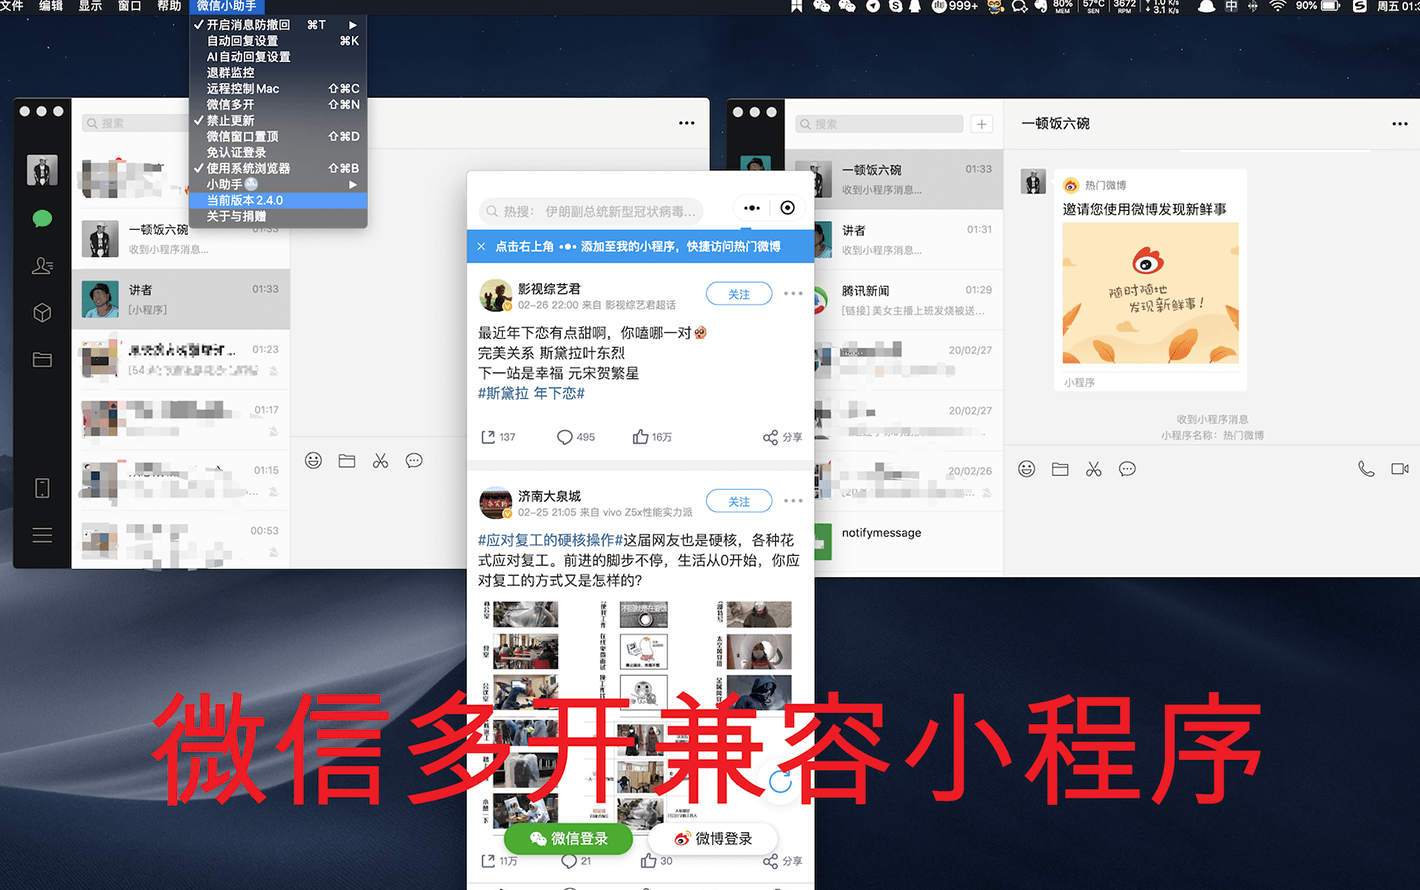 文件 编辑 显示 窗口 帮助 微信小助手
999+ 80% MEM 57°C SEN 3672 RPM 1.0 K/s 3.1 K/s 中 90% 周五 01:3
✓ 开启消息防撤回 ⌘T ▶
自动回复设置 ⌘K
AI自动回复设置
退群监控
远程控制Mac ⇧⌘C
微信多开 ⇧⌘N
✓ 禁止更新
微信窗口置顶 ⇧⌘D
免认证登录
✓ 使用系统浏览器 ⇧⌘B
小助手 ▶
当前版本2.4.0
关于与捐赠
搜索
一顿饭六碗 01:33
收到小程序消息...
讲者 01:33
[小程序]
01:23
[54
01:17
01:15
00:53
热搜： 伊朗副总统新型冠状病毒...
× 点击右上角 添加至我的小程序，快捷访问热门微博
影视综艺君
02-26 22:00 来自 影视综艺君超话
关注
最近年下恋有点甜啊，你嗑哪一对
完美关系 斯黛拉叶东烈
下一站是幸福 元宋贺繁星
#斯黛拉 年下恋#
137 495 16万 分享
济南大泉城
02-25 21:05 来自 vivo Z5x性能实力派
关注
#应对复工的硬核操作#这届网友也是硬核，各种花
式应对复工。前进的脚步不停，生活从0开始，你应
对复工的方式又是怎样的?
微信登录 微博登录
11万 21 30 分享
搜索 +
一顿饭六碗 01:33
收到小程序消息...
讲者 01:31
收到小程序消息...
腾讯新闻 01:29
[链接] 美女主播上班发烧被送...
20/02/27
20/02/27
20/02/26
notifymessage
一顿饭六碗
热门微博
邀请您使用微博发现新鲜事
随时随地
发现新鲜事!
小程序
收到小程序消息
小程序名称：热门微博
微信多开兼容小程序